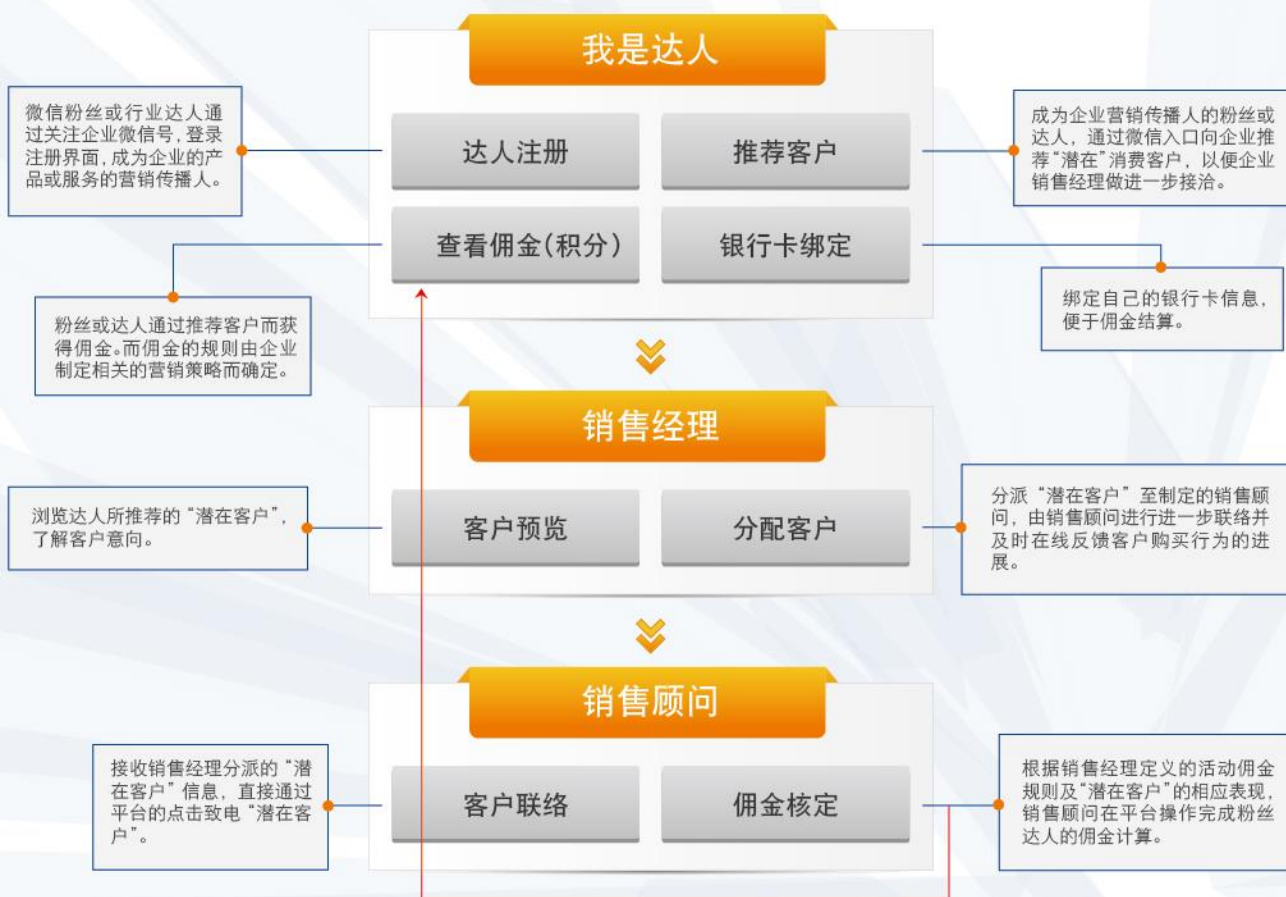 我是达人
微信粉丝或行业达人通
过关注企业微信号，登录
注册界面，成为企业的产
品或服务的营销传播人。
达人注册
推荐客户
成为企业营销传播人的粉丝或
达人，通过微信入口向企业推
荐“潜在”消费客户，以便企业
销售经理做进一步接洽。
查看佣金(积分)
银行卡绑定
粉丝或达人通过推荐客户而获
得佣金。而佣金的规则由企业
制定相关的营销策略而确定。
绑定自己的银行卡信息，
便于佣金结算。
销售经理
浏览达人所推荐的“潜在客户”，
了解客户意向。
客户预览
分配客户
分派“潜在客户”至制定的销售顾
问，由销售顾问进行进一步联络并
及时在线反馈客户购买行为的进
展。
销售顾问
接收销售经理分派的“潜
在客户”信息，直接通过
平台的点击致电“潜在客
户”。
客户联络
佣金核定
根据销售经理定义的活动佣金
规则及“潜在客户”的相应表现，
销售顾问在平台操作完成粉丝
达人的佣金计算。